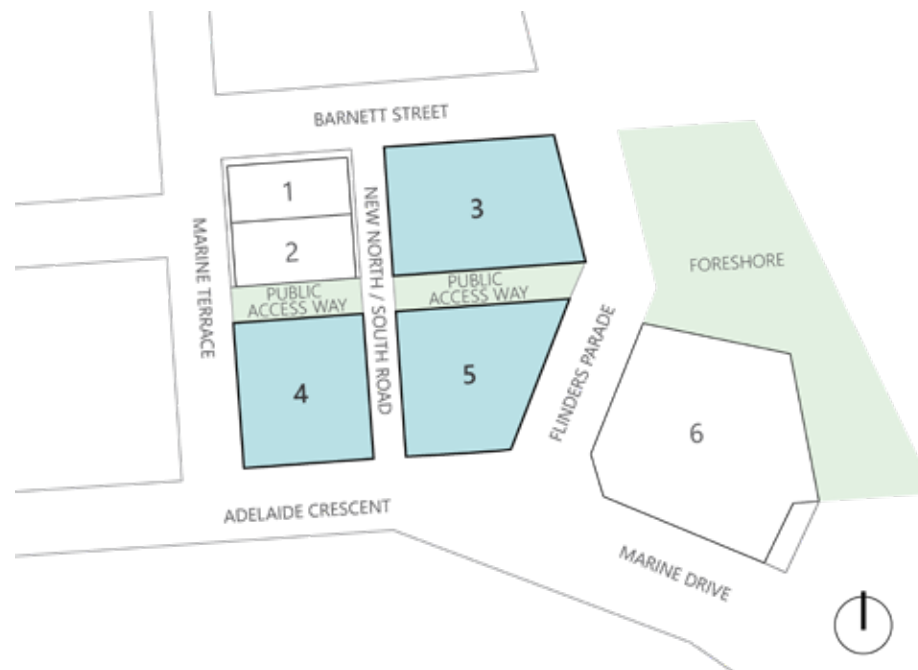 BARNETT STREET
1
2
3
NEW NORTH / SOUTH ROAD
MARINE TERRACE
PUBLIC
ACCESS WAY
PUBLIC
ACCESS WAY
FORESHORE
4
5
FLINDERS PARADE
6
ADELAIDE CRESCENT
MARINE DRIVE